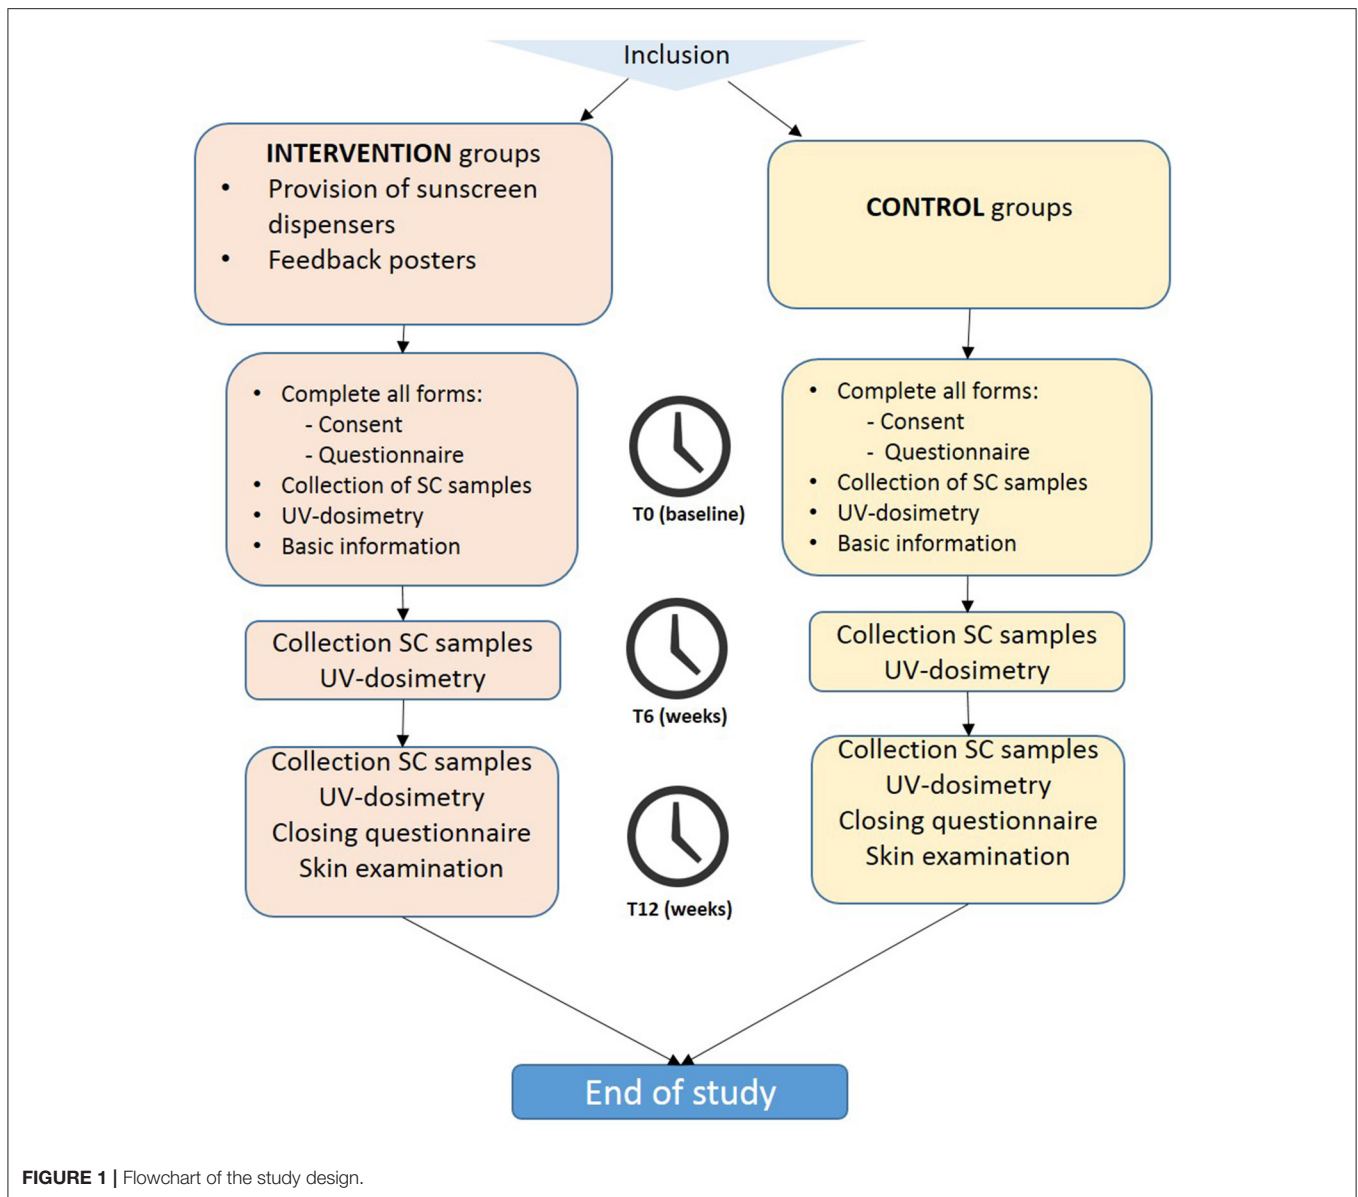 Inclusion
INTERVENTION groups
• Provision of sunscreen
dispensers
• Feedback posters
CONTROL groups
• Complete all forms:
- Consent
- Questionnaire
• Collection of SC samples
• UV-dosimetry
• Basic information
T0 (baseline)
• Complete all forms:
- Consent
- Questionnaire
• Collection of SC samples
• UV-dosimetry
• Basic information
Collection SC samples
UV-dosimetry
T6 (weeks)
Collection SC samples
UV-dosimetry
Collection SC samples
UV-dosimetry
Closing questionnaire
Skin examination
T12 (weeks)
Collection SC samples
UV-dosimetry
Closing questionnaire
Skin examination
End of study
FIGURE 1 | Flowchart of the study design.